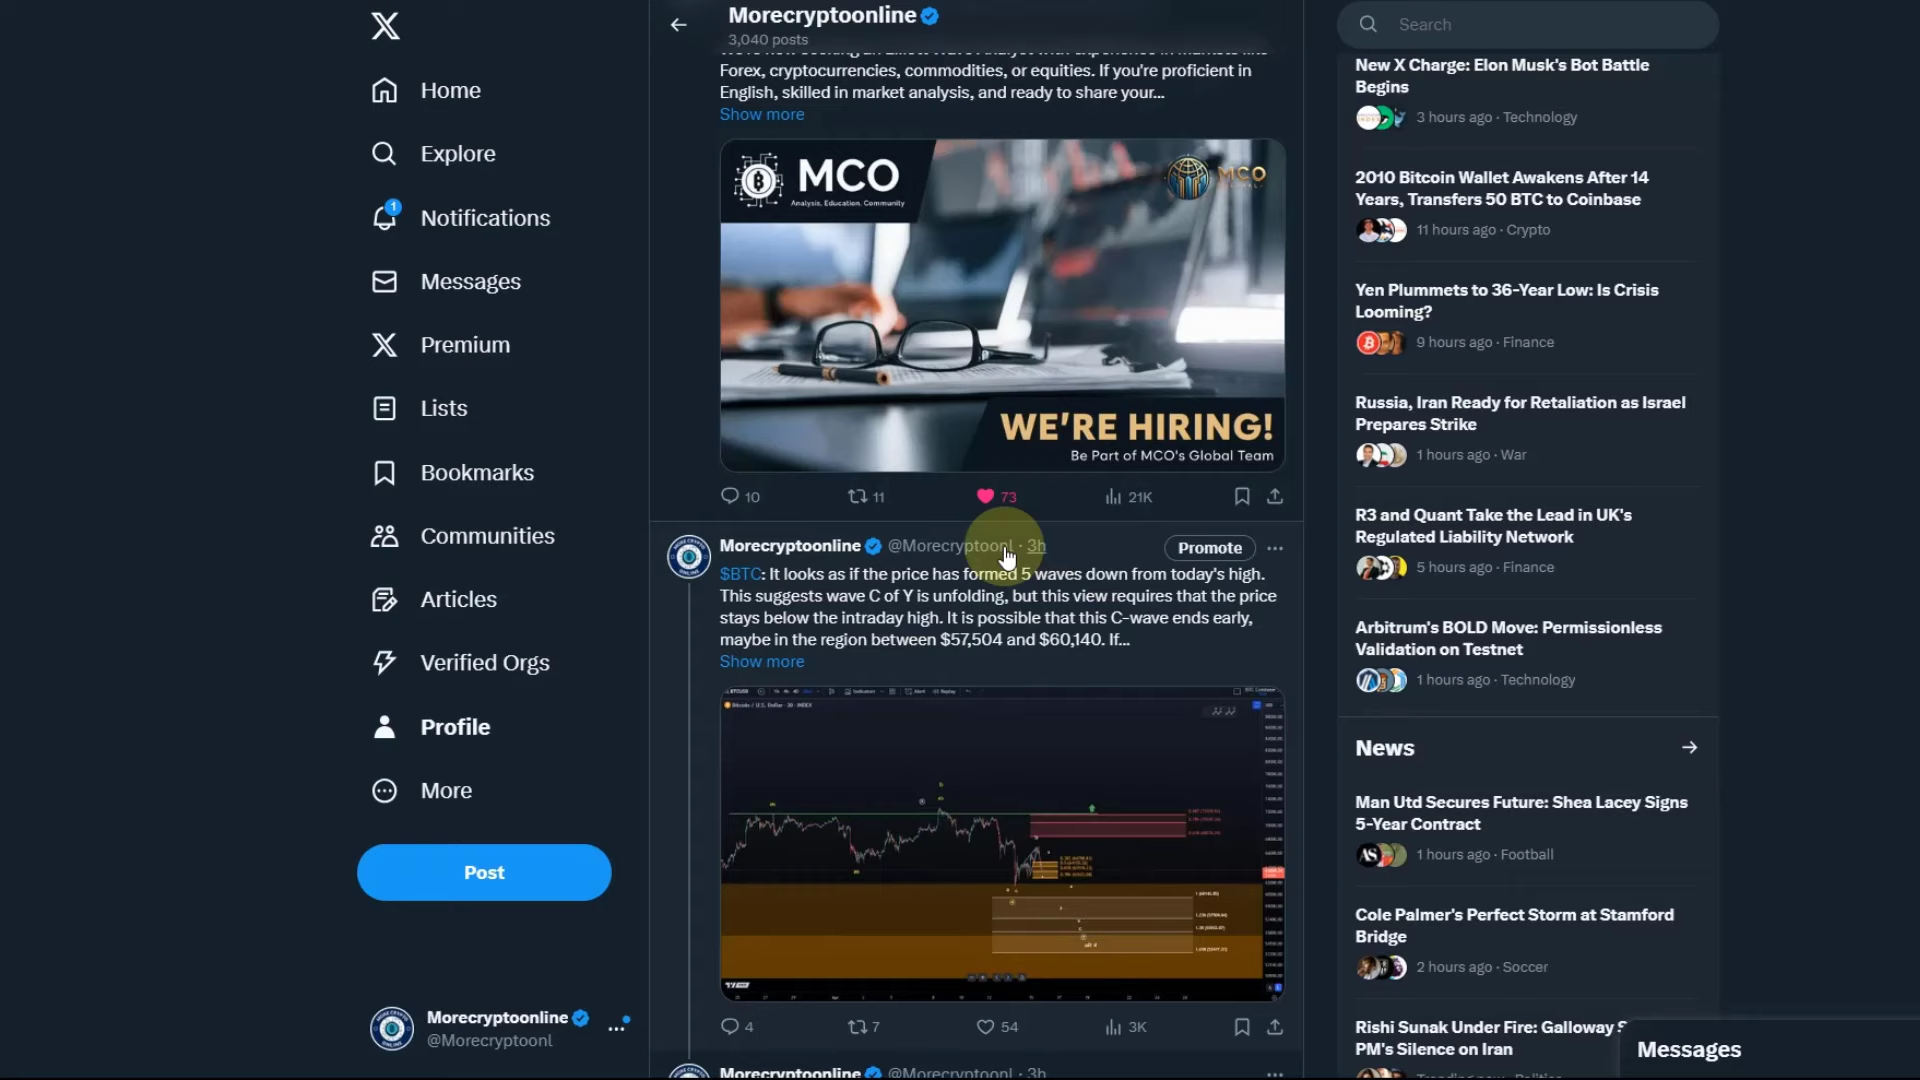 Home
Explore
1
Notifications
Messages
Premium
Lists
Bookmarks
Communities
Articles
Verified Orgs
Profile
More
Post
Morecryptoonline
@Morecryptoonl
Morecryptoonline
3,040 posts
Forex, cryptocurrencies, commodities, or equities. If you're proficient in
English, skilled in market analysis, and ready to share your...
Show more
MCO
Analysis, Education, Community
MCO
WE'RE HIRING!
Be Part of MCO's Global Team
10
11
73
21K
Morecryptoonline @Morecryptoonl · 3h
Promote
$BTC: It looks as if the price has formed 5 waves down from today's high.
This suggests wave C of Y is unfolding, but this view requires that the price
stays below the intraday high. It is possible that this C-wave ends early,
maybe in the region between $57,504 and $60,140. If...
Show more
Bitcoin / U.S. Dollar · 30 · INDEX
4
7
54
3K
Morecryptoonline @Morecryptoonl · 3h
Search
New X Charge: Elon Musk's Bot Battle
Begins
3 hours ago · Technology
2010 Bitcoin Wallet Awakens After 14
Years, Transfers 50 BTC to Coinbase
11 hours ago · Crypto
Yen Plummets to 36-Year Low: Is Crisis
Looming?
9 hours ago · Finance
Russia, Iran Ready for Retaliation as Israel
Prepares Strike
1 hours ago · War
R3 and Quant Take the Lead in UK's
Regulated Liability Network
5 hours ago · Finance
Arbitrum's BOLD Move: Permissionless
Validation on Testnet
1 hours ago · Technology
News
Man Utd Secures Future: Shea Lacey Signs
5-Year Contract
1 hours ago · Football
Cole Palmer's Perfect Storm at Stamford
Bridge
2 hours ago · Soccer
Rishi Sunak Under Fire: Galloway
PM's Silence on Iran
Messages